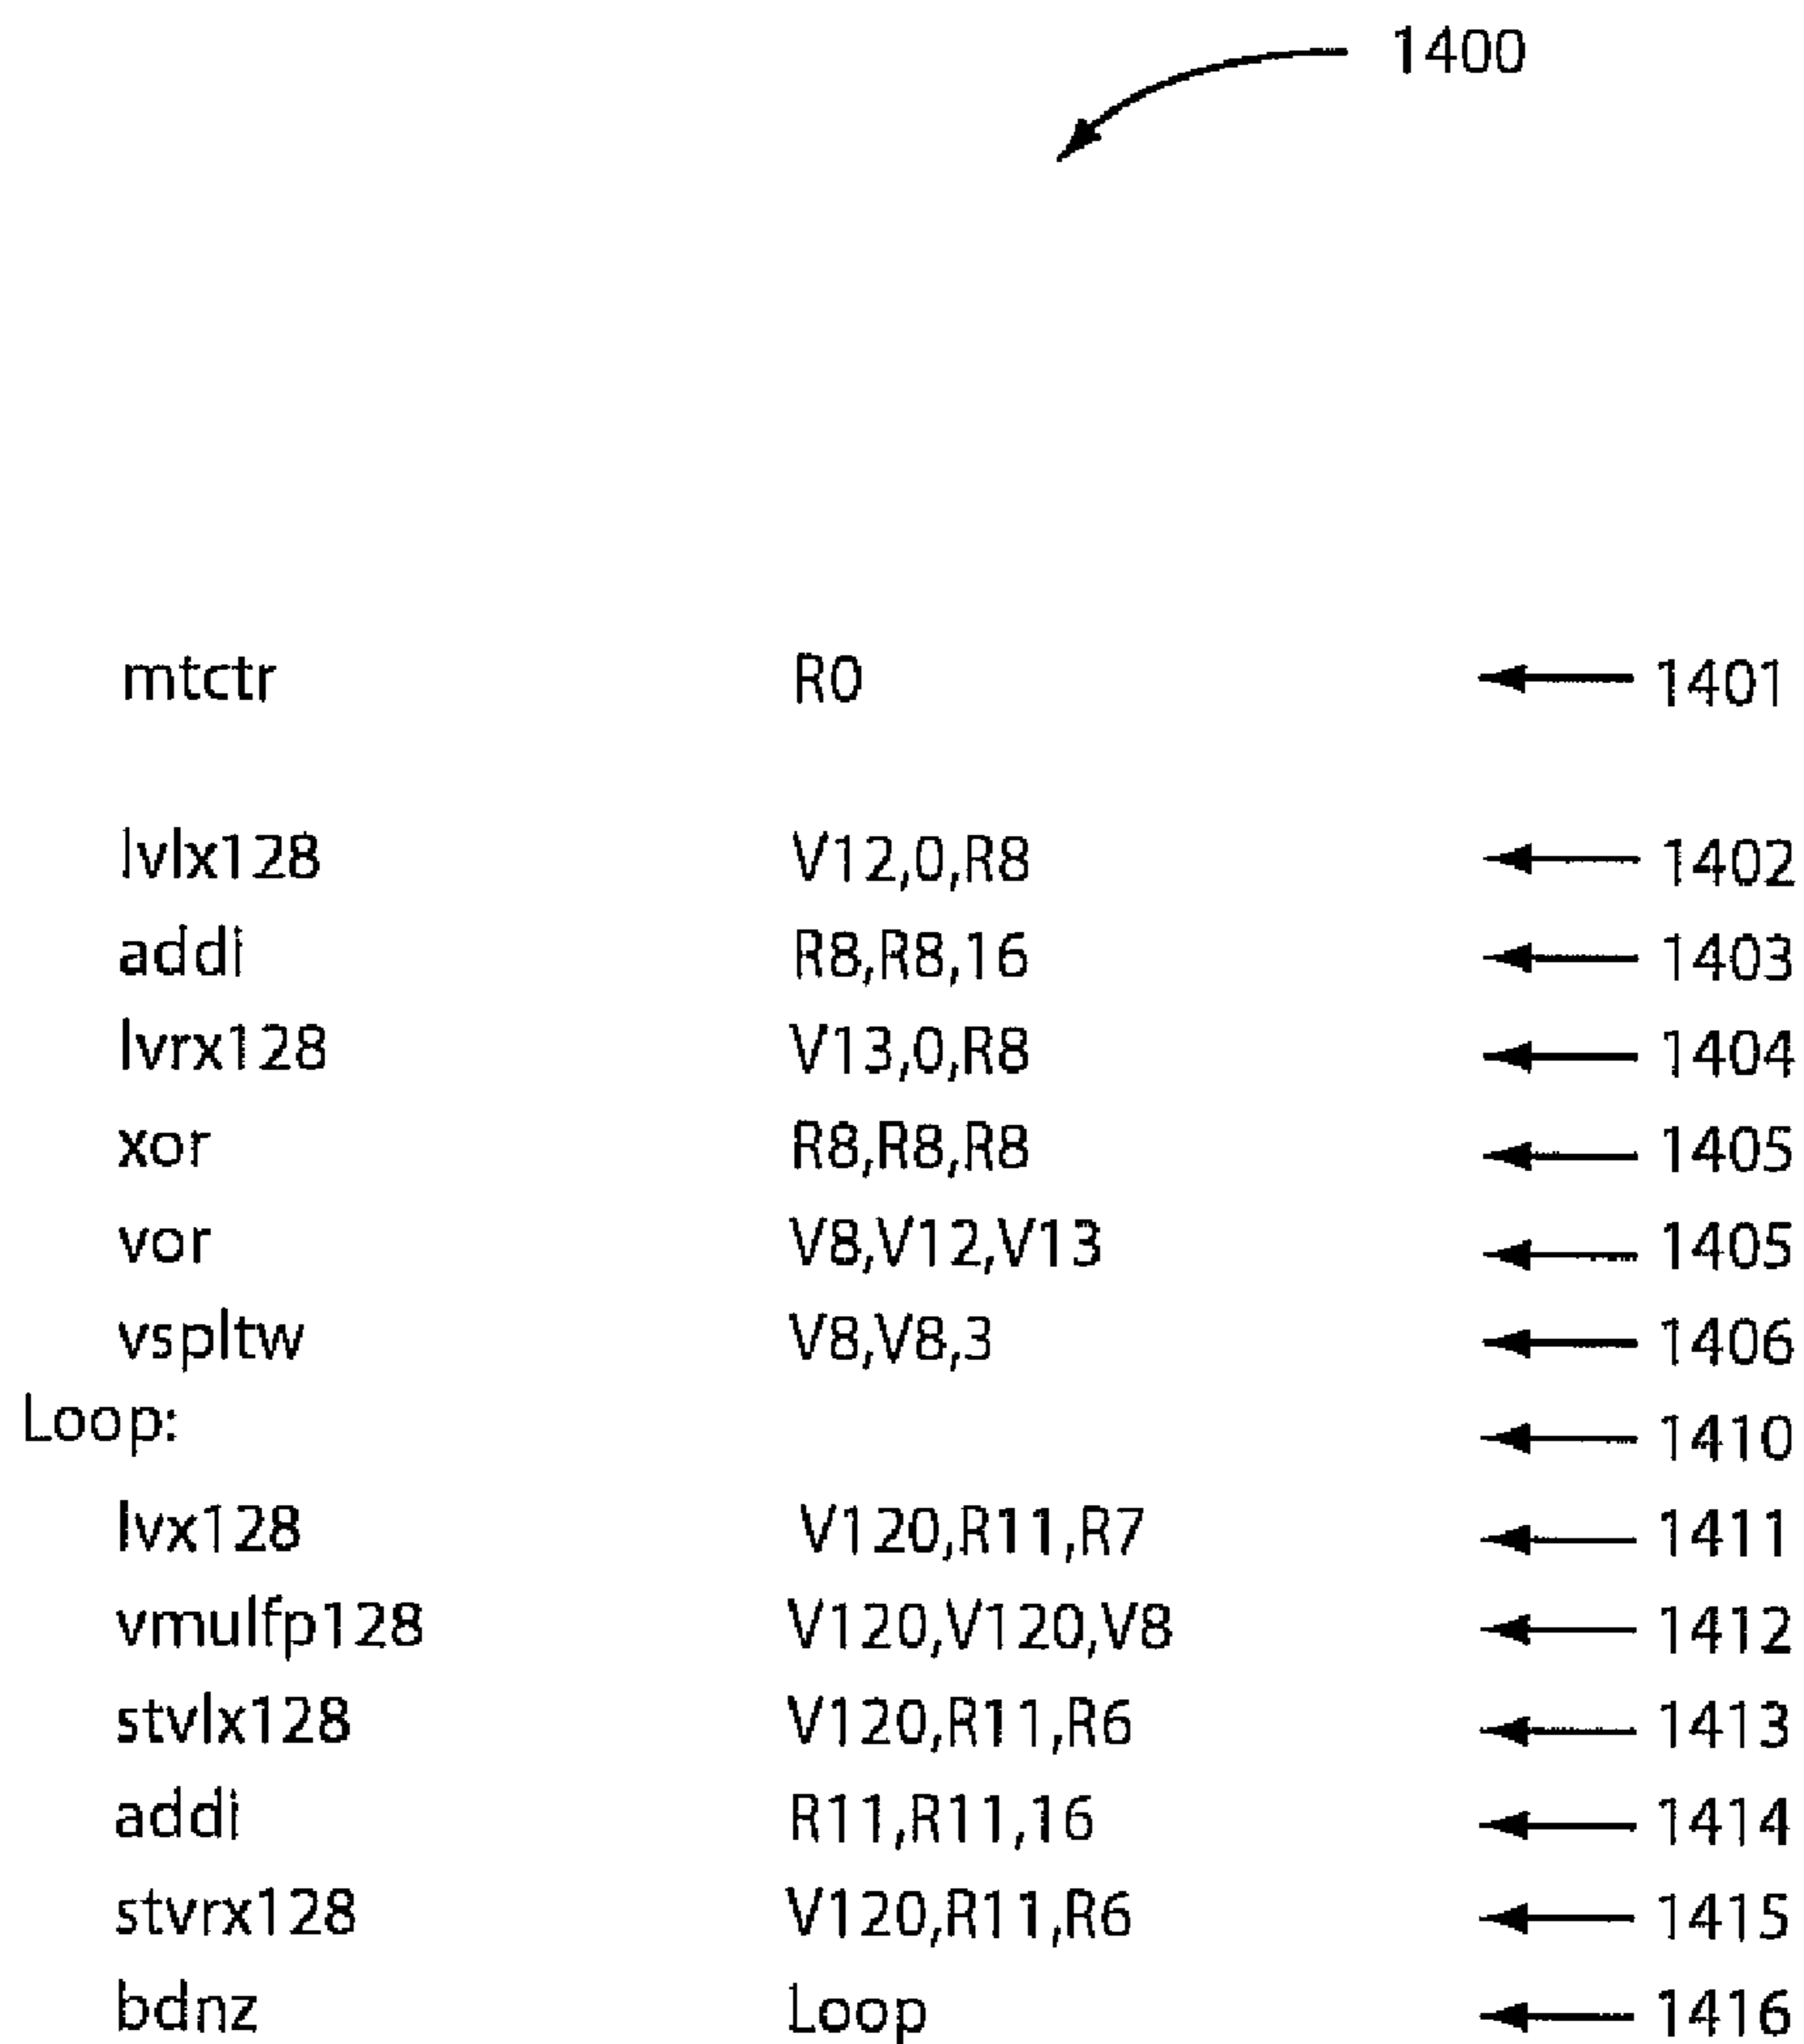 1400
mtctr R0 1401
lvlx128 V12,0,R8 1402
addi R8,R8,16 1403
lvrx128 V13,0,R8 1404
xor R8,R8,R8 1405
vor V8,V12,V13 1405
vspltw V8,V8,3 1406
Loop: 1410
lvx128 V120,R11,R7 1411
vmulfp128 V120,V120,V8 1412
stvlx128 V120,R11,R6 1413
addi R11,R11,16 1414
stvrx128 V120,R11,R6 1415
bdnz Loop 1416